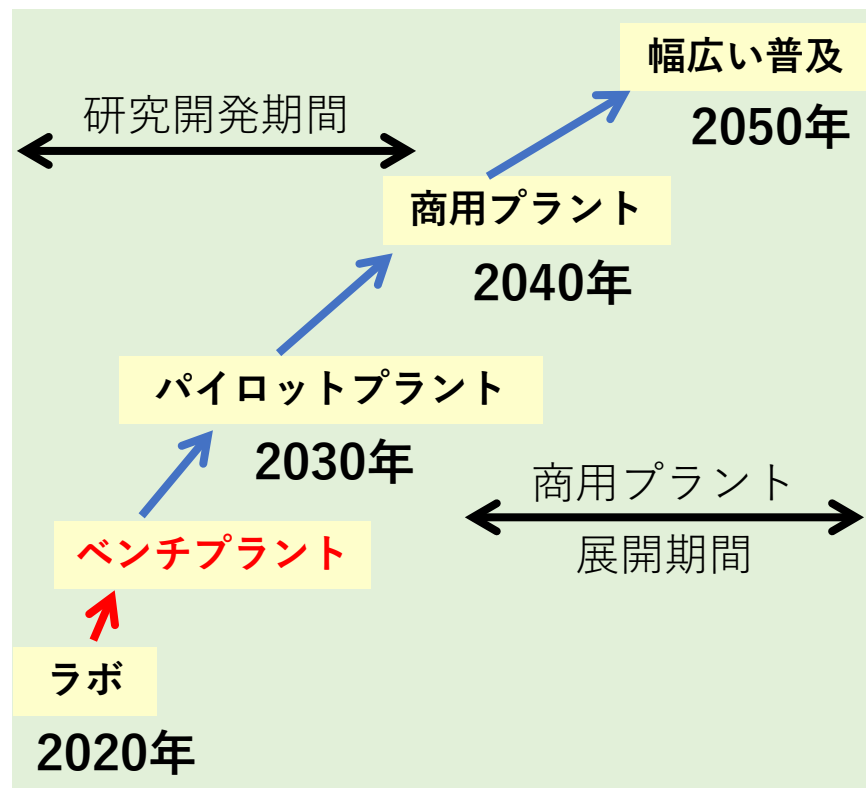 幅広い普及
2050年
研究開発期間
商用プラント
2040年
パイロットプラント
2030年
商用プラント
展開期間
ベンチプラント
ラボ
2020年